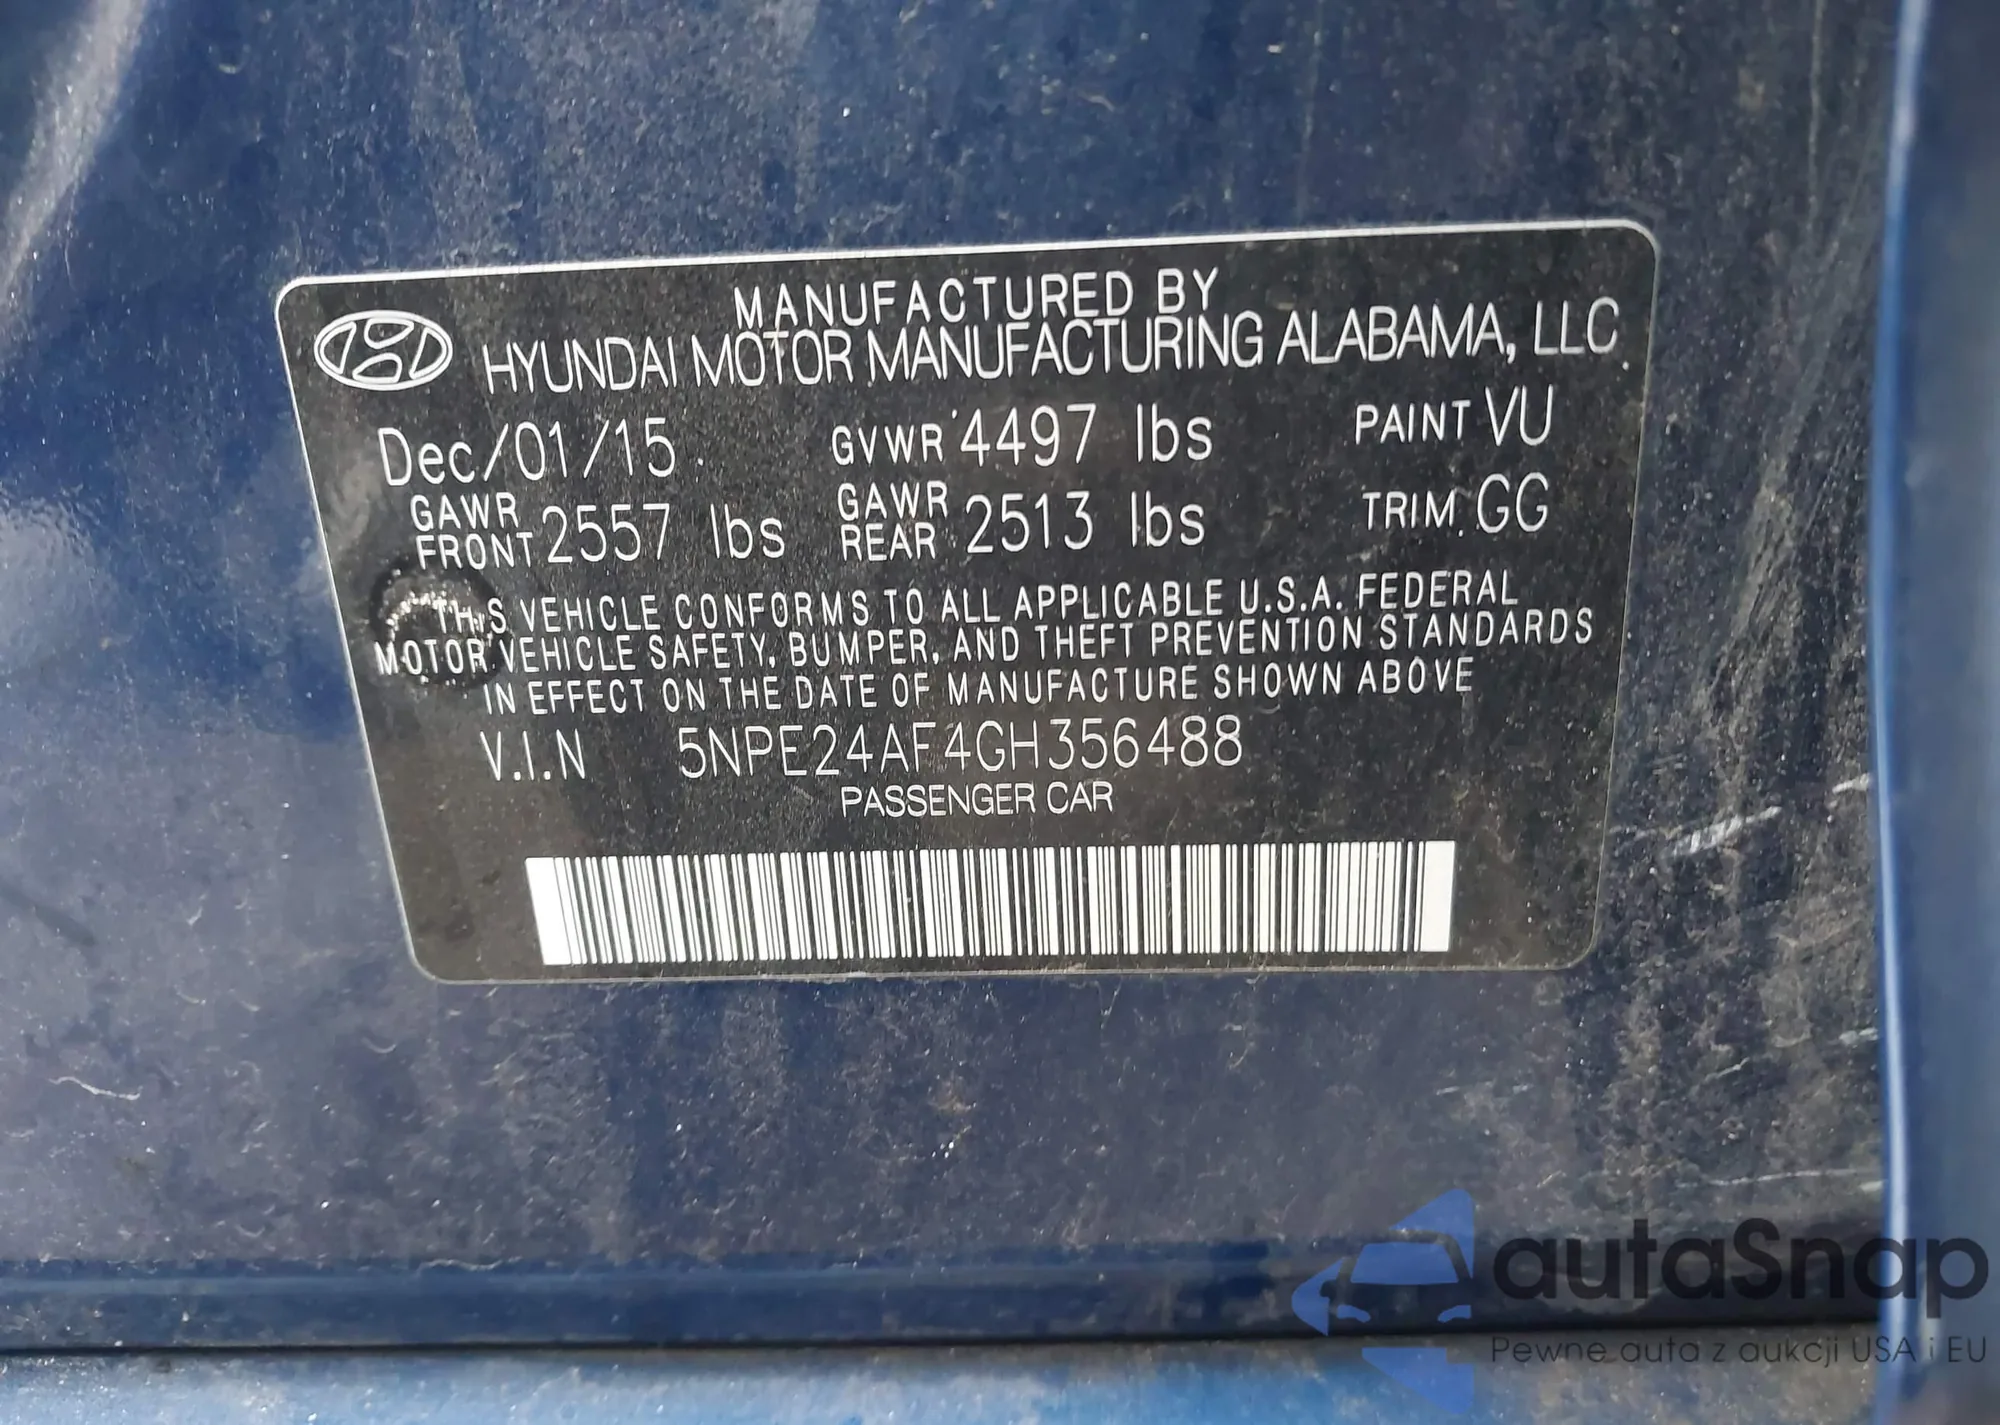 MANUFACTURED BY
HYUNDAI MOTOR MANUFACTURING ALABAMA, LLC
Dec/01/15 GVWR 4497 lbs PAINT VU
GAWR FRONT 2557 lbs GAWR REAR 2513 lbs TRIM GG
THIS VEHICLE CONFORMS TO ALL APPLICABLE U.S.A. FEDERAL
MOTOR VEHICLE SAFETY, BUMPER, AND THEFT PREVENTION STANDARDS
IN EFFECT ON THE DATE OF MANUFACTURE SHOWN ABOVE
V.I.N 5NPE24AF4GH356488
PASSENGER CAR
autaSnap
Pewne auta z aukcji USA i EU